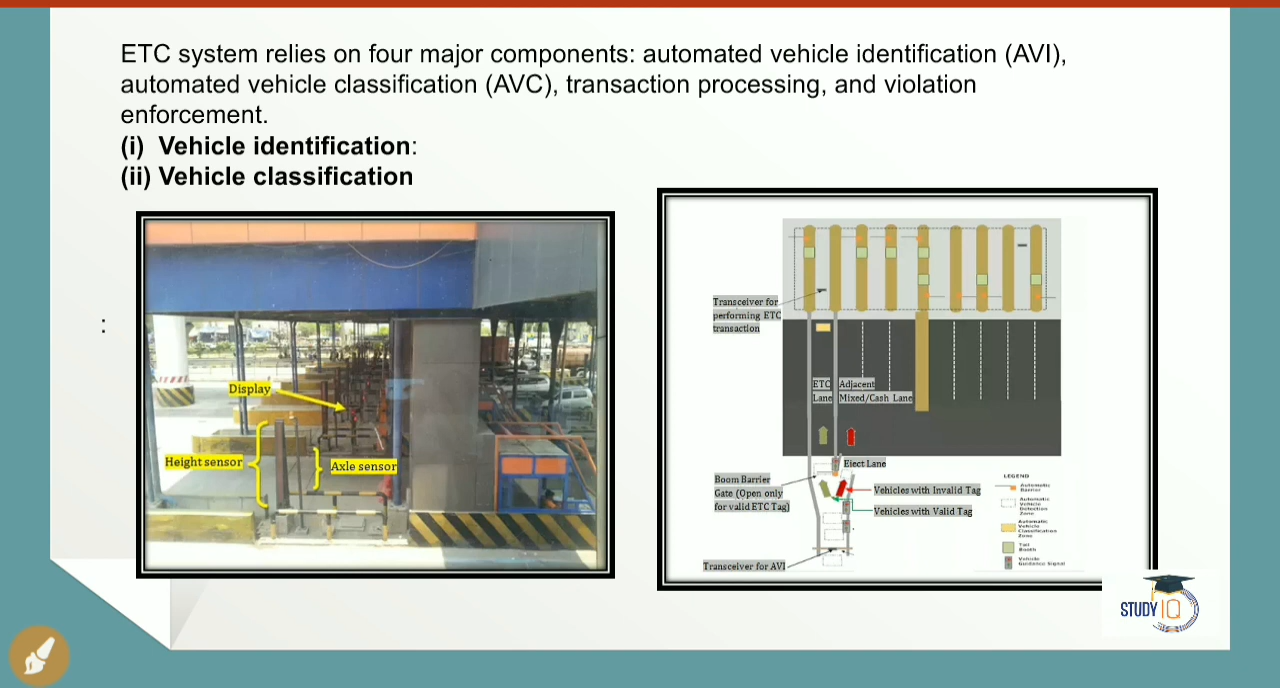 ETC system relies on four major components: automated vehicle identification (AVI),
automated vehicle classification (AVC), transaction processing, and violation
enforcement.
(i) Vehicle identification:
(ii) Vehicle classification
:
Display
Height sensor
Axle sensor
Transceiver for
performing ETC
transaction
ETC Adjacent
Lane Mixed/Cash Lane
Eject Lane
Boom Barrier
Gate (Open only
for valid ETC Tag)
Vehicles with Invalid Tag
Vehicles with Valid Tag
Transceiver for AVI
LEGEND
Automatic
Barrier
Automatic
Vehicle
Detection
Zone
Automatic
Vehicle
Classification
Zone
Toll
Booth
Vehicle
Guidance Signal
STUDY IQ